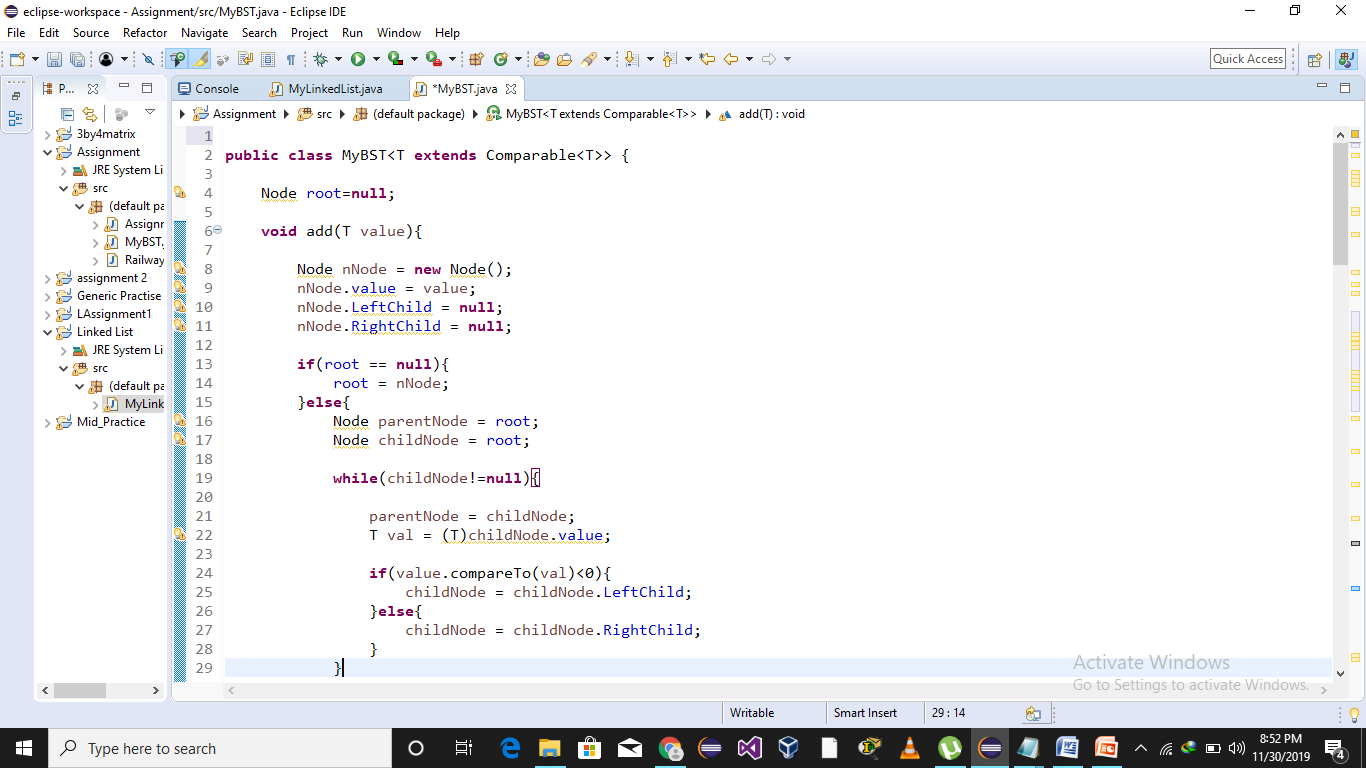 eclipse-workspace - Assignment/src/MyBST.java - Eclipse IDE
File Edit Source Refactor Navigate Search Project Run Window Help
Quick Access
P...
Console MyLinkedList.java *MyBST.java
Assignment src (default package) MyBST<T extends Comparable<T>> add(T) : void
3by4matrix
Assignment
JRE System Li
src
(default pa
Assignr
MyBST.
Railway
assignment 2
Generic Practise
LAssignment1
Linked List
JRE System Li
src
(default pa
MyLink
Mid_Practice
1
2 public class MyBST<T extends Comparable<T>> {
3
4 Node root=null;
5
6 void add(T value){
7
8 Node nNode = new Node();
9 nNode.value = value;
10 nNode.LeftChild = null;
11 nNode.RightChild = null;
12
13 if(root == null){
14 root = nNode;
15 }else{
16 Node parentNode = root;
17 Node childNode = root;
18
19 while(childNode!=null){
20
21 parentNode = childNode;
22 T val = (T)childNode.value;
23
24 if(value.compareTo(val)<0){
25 childNode = childNode.LeftChild;
26 }else{
27 childNode = childNode.RightChild;
28 }
29 }
Activate Windows
Go to Settings to activate Windows.
Writable Smart Insert 29 : 14
Type here to search
8:52 PM
11/30/2019
4